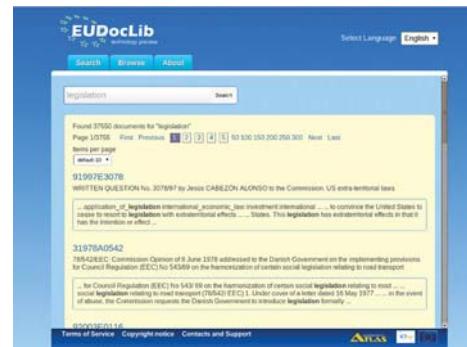 EUDocLib
technology preview
Select Language English
Search Browse About
legislation Search
Found 37550 documents for "legislation"
Page 1/3755 First Previous 1 2 3 4 5 50 100 150 200 250 300 Next Last
Items per page
default-10
91997E3078
WRITTEN QUESTION No. 3078/97 by Jesús CABEZÓN ALONSO to the Commission. US extra-territorial laws
... application_of_legislation international_economic_law investment international ... ... to convince the United States to
cease to resort to legislation with extraterritorial effects ... ... States. This legislation has extraterritorial effects in that it
has the intention or effect ...
31978A0542
78/542/EEC: Commission Opinion of 8 June 1978 addressed to the Danish Government on the implementing provisions
for Council Regulation (EEC) No 543/69 on the harmonization of certain social legislation relating to road transport
... for Council Regulation (EEC) No 543/ 69 on the harmonization of certain social legislation relating to road ... ...
social legislation relating to road transport (78/542/ EEC) 1. Under cover of a letter dated 16 May 1977 ... ... in the event
of abuse, the Commission requests the Danish Government to introduce legislation formally ...
92003E0116
Terms of Service Copyright notice Contacts and Support
ATLAS